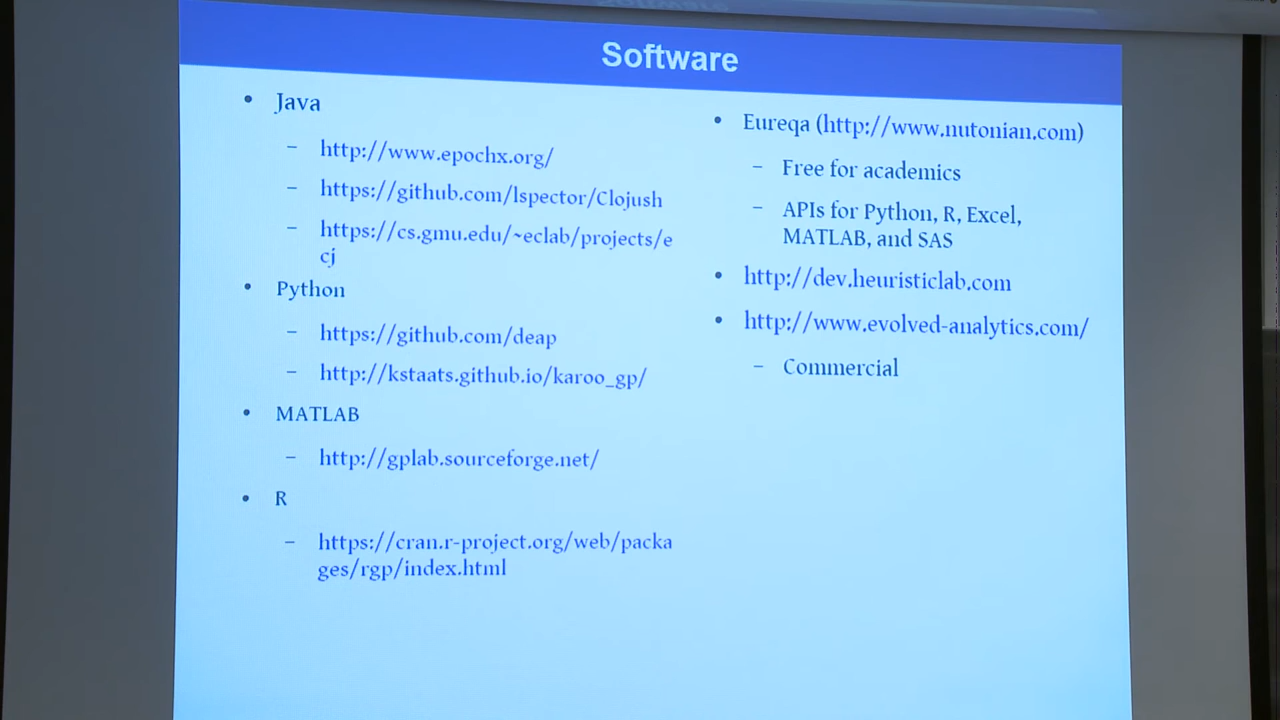 Software
• Java
– http://www.epochx.org/
– https://github.com/lspector/Clojush
– https://cs.gmu.edu/~eclab/projects/e
cj
• Python
– https://github.com/deap
– http://kstaats.github.io/karoo_gp/
• MATLAB
– http://gplab.sourceforge.net/
• R
– https://cran.r-project.org/web/packa
ges/rgp/index.html
• Eureqa (http://www.nutonian.com)
– Free for academics
– APIs for Python, R, Excel,
MATLAB, and SAS
• http://dev.heuristiclab.com
• http://www.evolved-analytics.com/
– Commercial